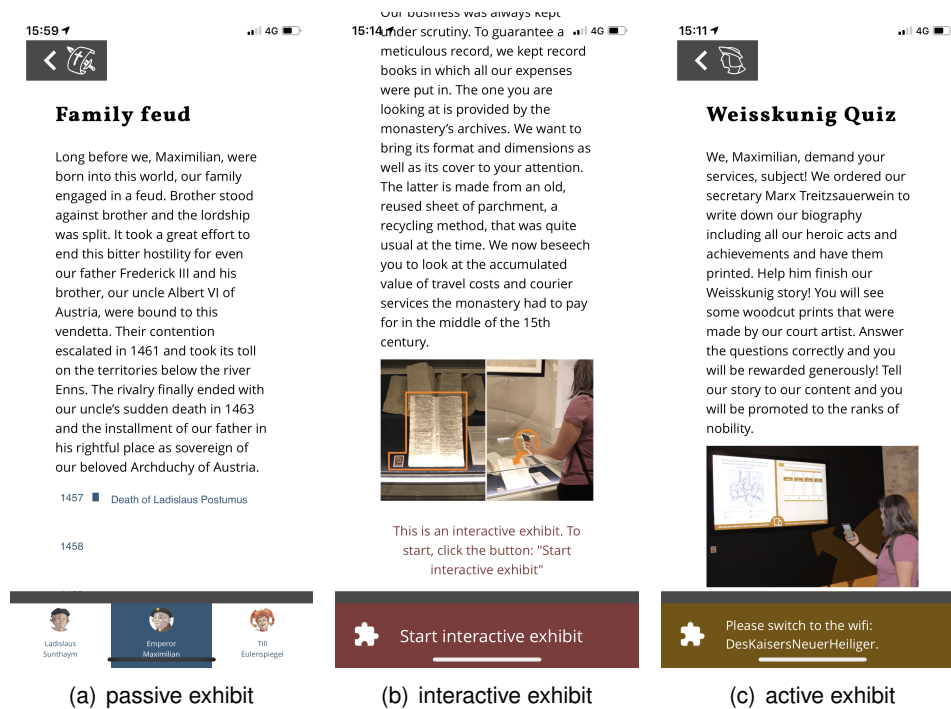 15:59
4G
Family feud
Long before we, Maximilian, were
born into this world, our family
engaged in a feud. Brother stood
against brother and the lordship
was split. It took a great effort to
end this bitter hostility for even
our father Frederick III and his
brother, our uncle Albert VI of
Austria, were bound to this
vendetta. Their contention
escalated in 1461 and took its toll
on the territories below the river
Enns. The rivalry finally ended with
our uncle's sudden death in 1463
and the installment of our father in
his rightful place as sovereign of
our beloved Archduchy of Austria.
1457 Death of Ladislaus Postumus
1458
Ladislaus
Sunthaym
Emperor
Maximilian
Till
Eulenspiegel
(a) passive exhibit
Our business was always kept
15:14
4G
under scrutiny. To guarantee a
meticulous record, we kept record
books in which all our expenses
were put in. The one you are
looking at is provided by the
monastery's archives. We want to
bring its format and dimensions as
well as its cover to your attention.
The latter is made from an old,
reused sheet of parchment, a
recycling method, that was quite
usual at the time. We now beseech
you to look at the accumulated
value of travel costs and courier
services the monastery had to pay
for in the middle of the 15th
century.
This is an interactive exhibit. To
start, click the button: "Start
interactive exhibit"
Start interactive exhibit
(b) interactive exhibit
15:11
4G
Weisskunig Quiz
We, Maximilian, demand your
services, subject! We ordered our
secretary Marx Treitzsauerwein to
write down our biography
including all our heroic acts and
achievements and have them
printed. Help him finish our
Weisskunig story! You will see
some woodcut prints that were
made by our court artist. Answer
the questions correctly and you
will be rewarded generously! Tell
our story to our content and you
will be promoted to the ranks of
nobility.
Please switch to the wifi:
DesKaisersNeuerHeiliger.
(c) active exhibit